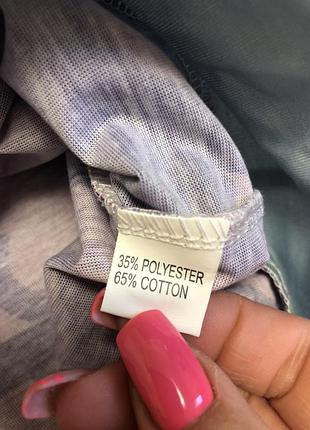 35% POLYESTER
65% COTTON